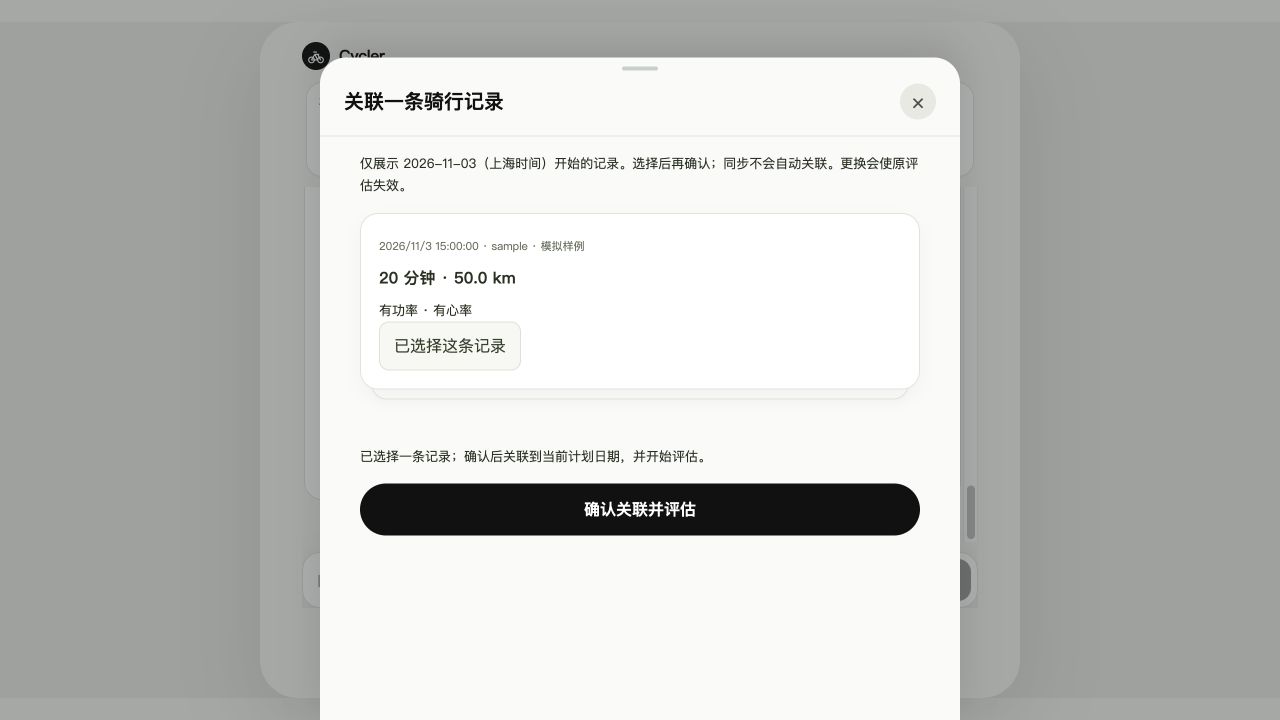 Cycler
关联一条骑行记录
仅展示 2026-11-03（上海时间）开始的记录。选择后再确认；同步不会自动关联。更换会使原评
估失效。
2026/11/3 15:00:00 · sample · 模拟样例
20 分钟 · 50.0 km
有功率 · 有心率
已选择这条记录
已选择一条记录；确认后关联到当前计划日期，并开始评估。
确认关联并评估